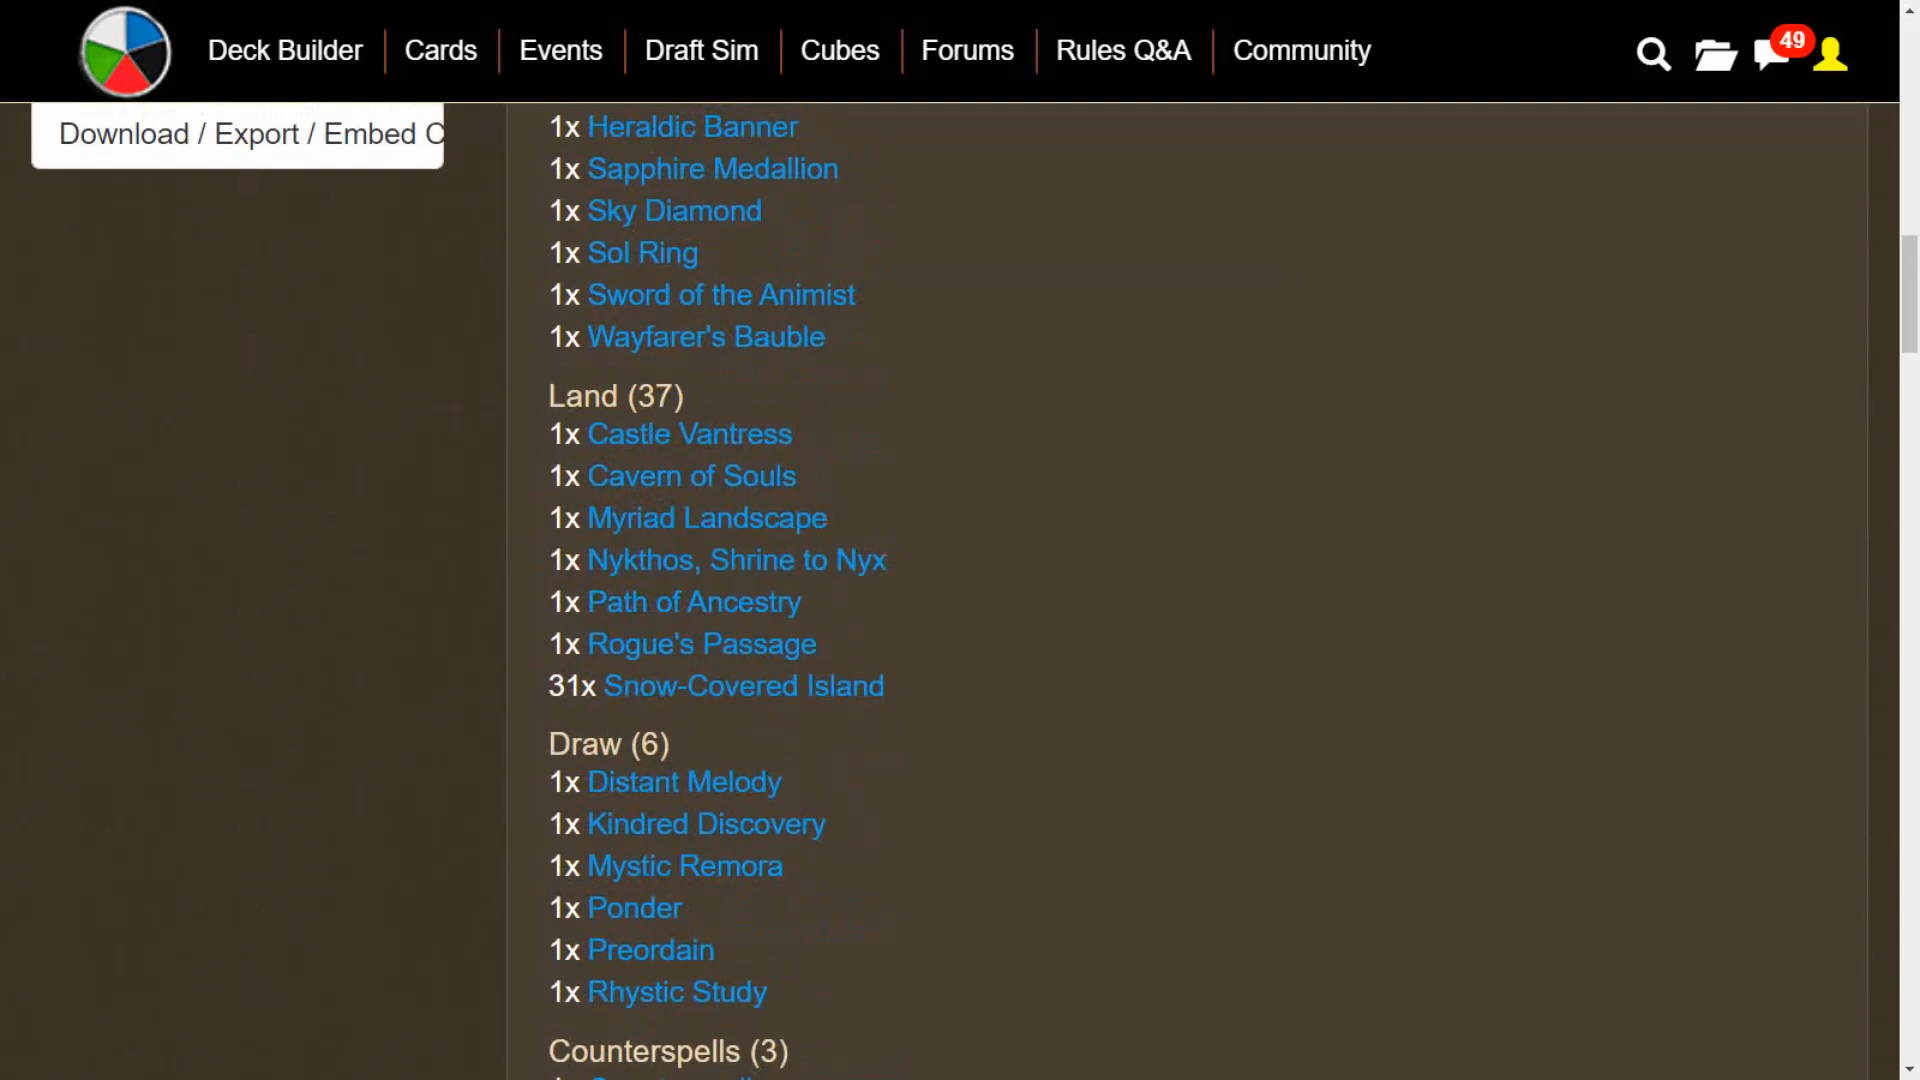 Deck Builder
Cards
Events
Draft Sim
Cubes
Forums
Rules Q&A
Community
49
Download / Export / Embed
1x Heraldic Banner
1x Sapphire Medallion
1x Sky Diamond
1x Sol Ring
1x Sword of the Animist
1x Wayfarer's Bauble
Land (37)
1x Castle Vantress
1x Cavern of Souls
1x Myriad Landscape
1x Nykthos, Shrine to Nyx
1x Path of Ancestry
1x Rogue's Passage
31x Snow-Covered Island
Draw (6)
1x Distant Melody
1x Kindred Discovery
1x Mystic Remora
1x Ponder
1x Preordain
1x Rhystic Study
Counterspells (3)